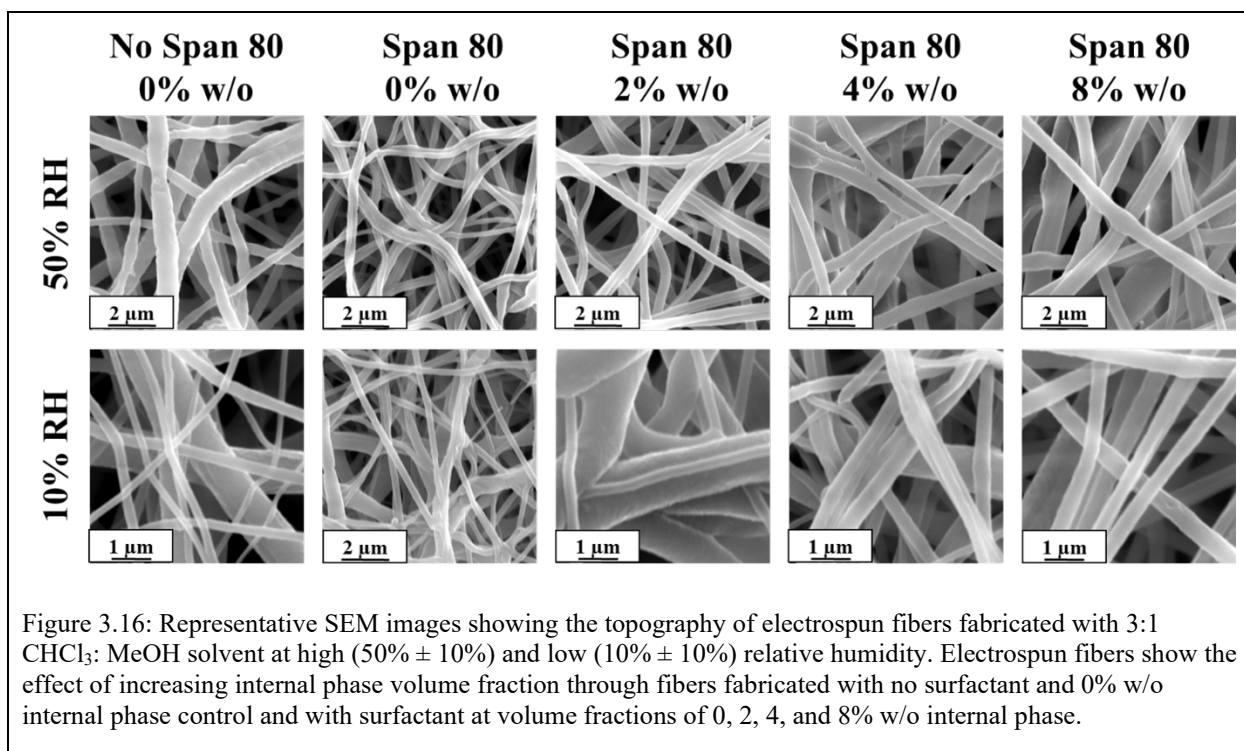 No Span 80 Span 80 Span 80 Span 80 Span 80
0% w/o 0% w/o 2% w/o 4% w/o 8% w/o
50% RH
2 µm 2 µm 2 µm 2 µm 2 µm
10% RH
1 µm 2 µm 1 µm 1 µm 1 µm
Figure 3.16: Representative SEM images showing the topography of electrospun fibers fabricated with 3:1
CHCl₃: MeOH solvent at high (50% ± 10%) and low (10% ± 10%) relative humidity. Electrospun fibers show the
effect of increasing internal phase volume fraction through fibers fabricated with no surfactant and 0% w/o
internal phase control and with surfactant at volume fractions of 0, 2, 4, and 8% w/o internal phase.